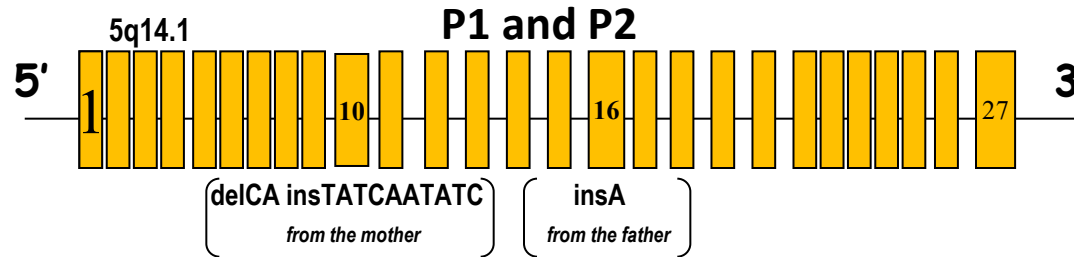 5q14.1
P1 and P2
5′ 3
1 10 16 27
delCA insTATCAATATC insA
from the mother from the father